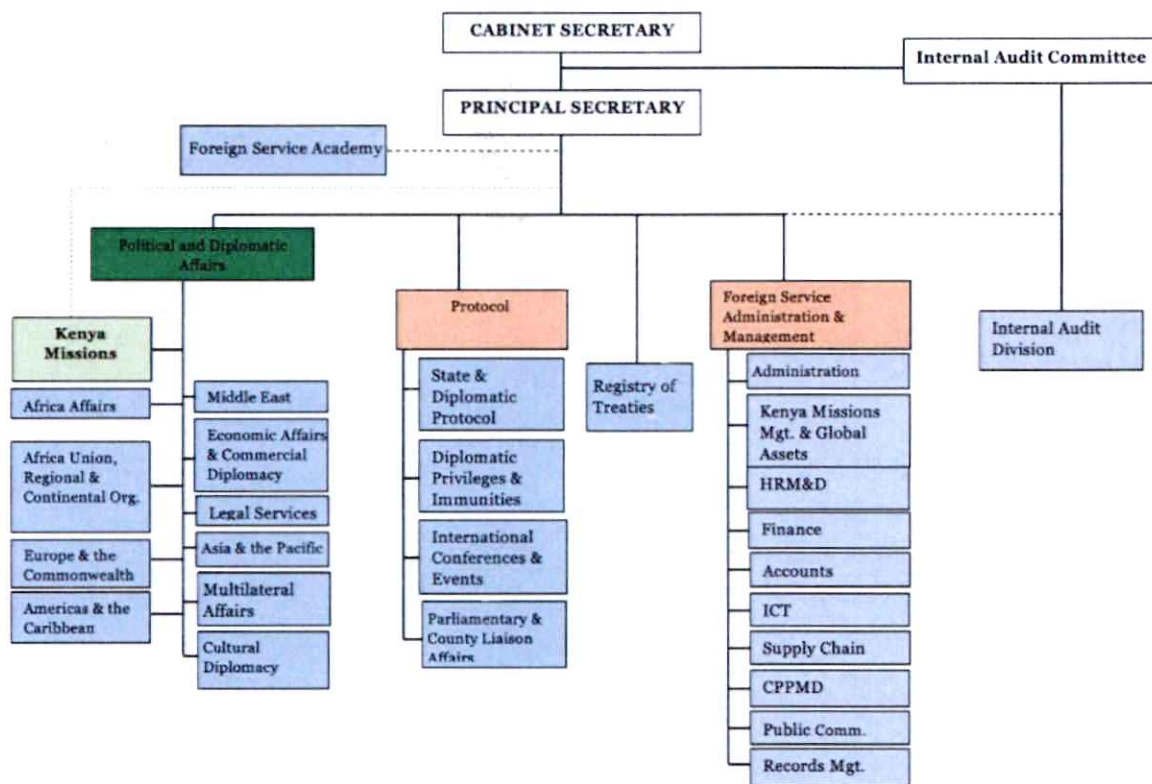 CABINET SECRETARY
Internal Audit Committee
PRINCIPAL SECRETARY
Foreign Service Academy
Political and Diplomatic
Affairs
Protocol
Foreign Service
Administration &
Management
Kenya
Missions
Internal Audit
Division
Registry of
Treaties
Africa Affairs
Africa Union,
Regional &
Continental Org.
Europe & the
Commonwealth
Americas & the
Caribbean
Middle East
Economic Affairs
& Commercial
Diplomacy
Legal Services
Asia & the Pacific
Multilateral
Affairs
Cultural
Diplomacy
State &
Diplomatic
Protocol
Diplomatic
Privileges &
Immunities
International
Conferences &
Events
Parliamentary &
County Liaison
Affairs
Administration
Kenya Missions
Mgt. & Global
Assets
HRM&D
Finance
Accounts
ICT
Supply Chain
CPPMD
Public Comm.
Records Mgt.